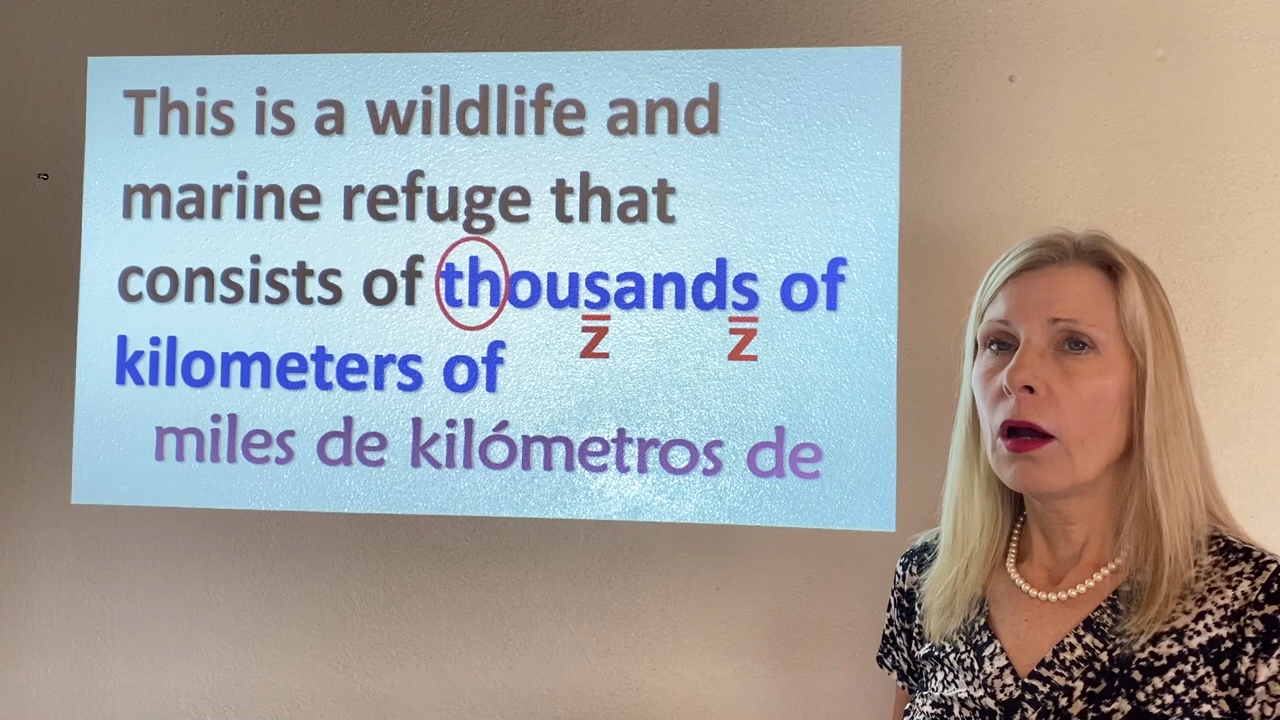 This is a wildlife and
marine refuge that
consists of thousands of
z z
kilometers of
miles de kilómetros de